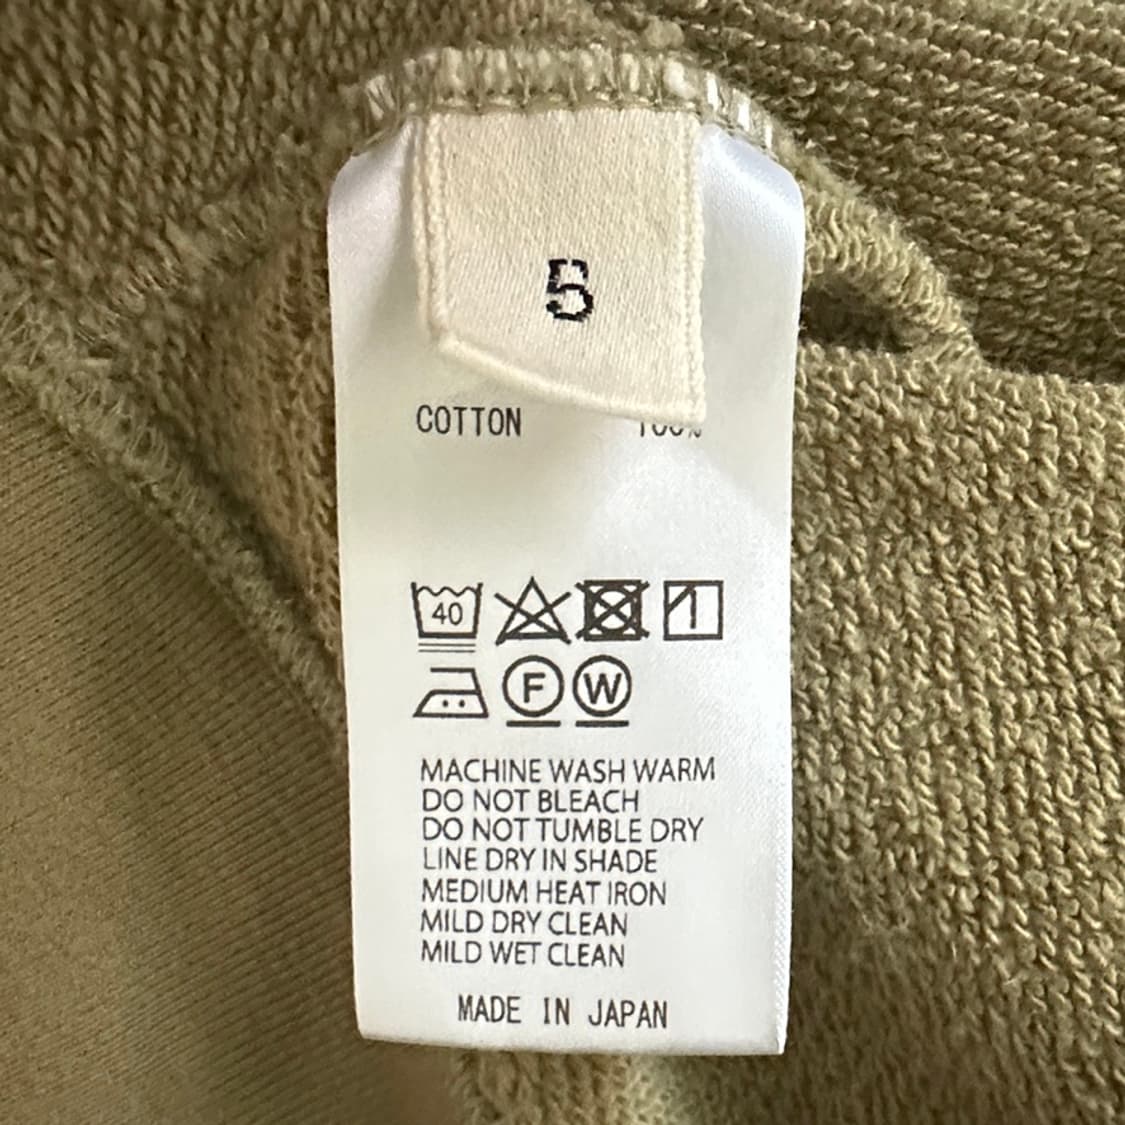 5
COTTON 100%
40
F W
MACHINE WASH WARM
DO NOT BLEACH
DO NOT TUMBLE DRY
LINE DRY IN SHADE
MEDIUM HEAT IRON
MILD DRY CLEAN
MILD WET CLEAN
MADE IN JAPAN